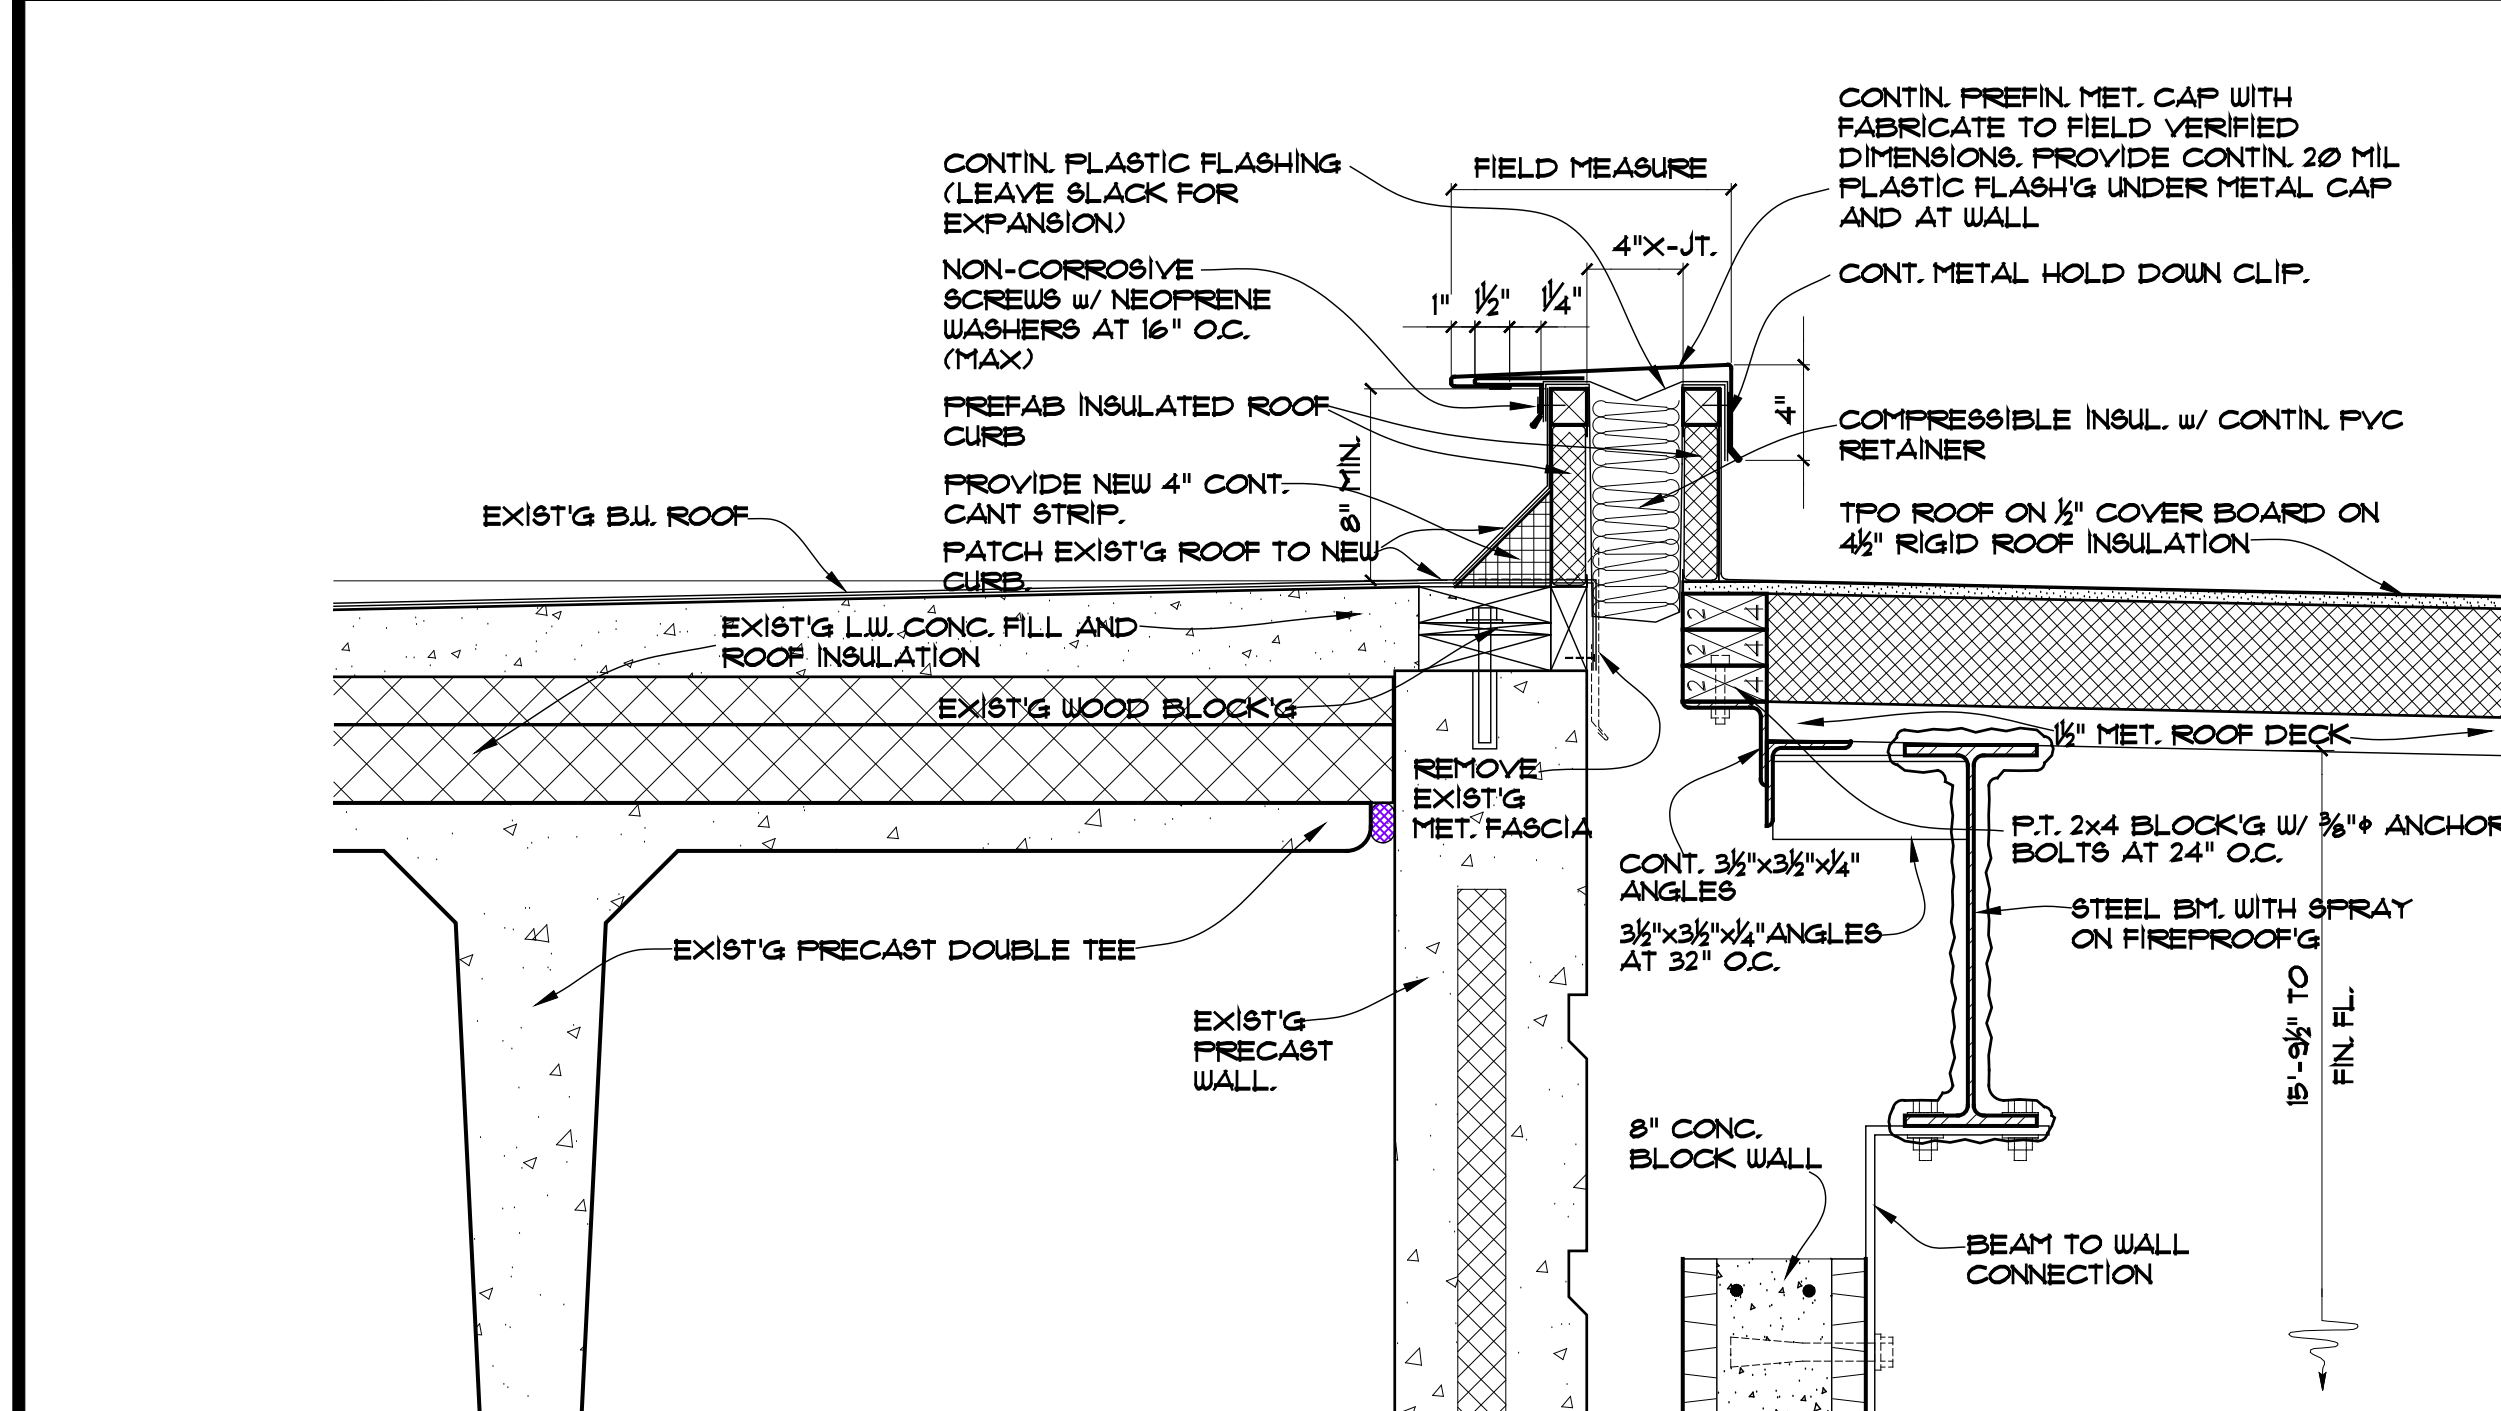 CONTIN. PREFIN. MET. CAP WITH
FABRICATE TO FIELD VERIFIED
DIMENSIONS. PROVIDE CONTIN. 20 MIL
PLASTIC FLASH'G UNDER METAL CAP
AND AT WALL
CONTIN. PLASTIC FLASHING
(LEAVE SLACK FOR
EXPANSION)
FIELD MEASURE
4"X-JT.
NON-CORROSIVE
SCREWS w/ NEOPRENE
WASHERS AT 16" O.C.
(MAX)
1" 1/2" 1/4"
CONT. METAL HOLD DOWN CLIP.
PREFAB INSULATED ROOF
CURB
4"
COMPRESSIBLE INSUL. w/ CONTIN. PVC
RETAINER
8" MIN.
PROVIDE NEW 4" CONT.
CANT STRIP.
EXIST'G B.U. ROOF
PATCH EXIST'G ROOF TO NEW
CURB.
TPO ROOF ON 1/2" COVER BOARD ON
4 1/2" RIGID ROOF INSULATION
EXIST'G L.W. CONC. FILL AND
ROOF INSULATION
2 4
2 4
2 4
EXIST'G WOOD BLOCK'G
1 1/2" MET. ROOF DECK
REMOVE
EXIST'G
MET. FASCIA
P.T. 2x4 BLOCK'G W/ 3/8"Φ ANCHOR
BOLTS AT 24" O.C.
CONT. 3 1/2"x3 1/2"x1/4"
ANGLES
STEEL BM. WITH SPRAY
ON FIREPROOF'G
3 1/2"x3 1/2"x1/4"ANGLES
AT 32" O.C.
EXIST'G PRECAST DOUBLE TEE
15'-9 1/2" TO
FIN. FL.
EXIST'G
PRECAST
WALL.
8" CONC.
BLOCK WALL
BEAM TO WALL
CONNECTION